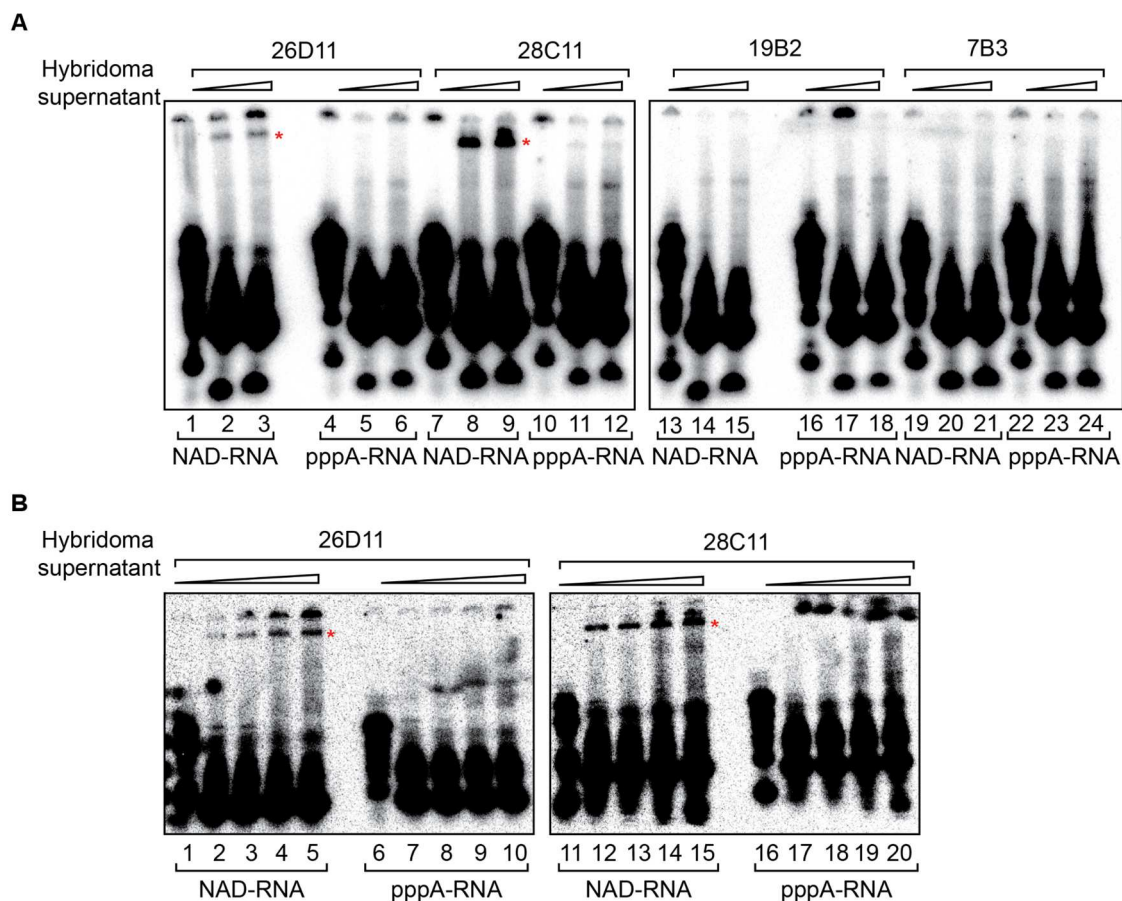 A
26D11 28C11 19B2 7B3
Hybridoma
supernatant
* *
1 2 3 4 5 6 7 8 9 10 11 12 13 14 15 16 17 18 19 20 21 22 23 24
NAD-RNA pppA-RNA NAD-RNA pppA-RNA NAD-RNA pppA-RNA NAD-RNA pppA-RNA
B
Hybridoma
supernatant
26D11 28C11
* *
1 2 3 4 5 6 7 8 9 10 11 12 13 14 15 16 17 18 19 20
NAD-RNA pppA-RNA NAD-RNA pppA-RNA